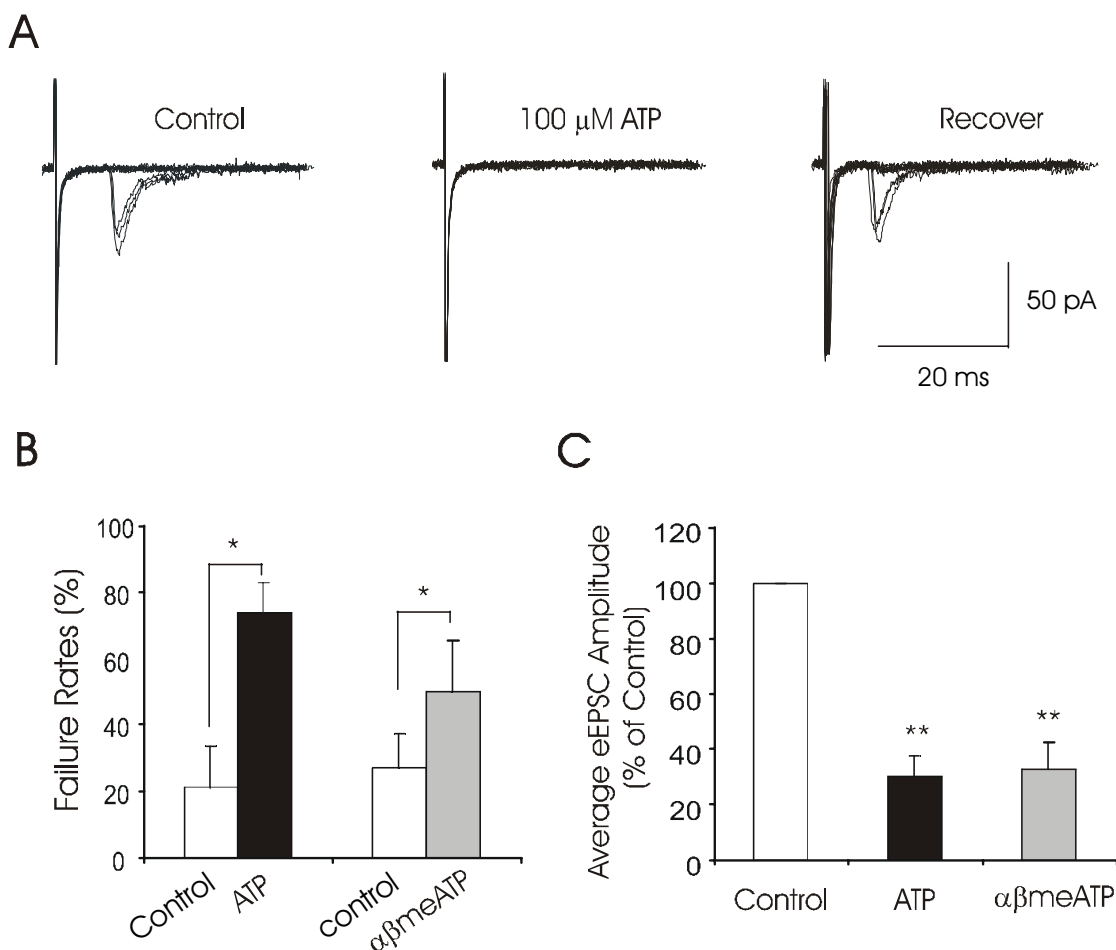 A
Control
100 μM ATP
Recover
50 pA
20 ms
B
Failure Rates (%)
100
80
60
40
20
0
*
*
Control
ATP
control
αβmeATP
C
Average eEPSC Amplitude
(% of Control)
120
100
80
60
40
20
0
**
**
Control
ATP
αβmeATP